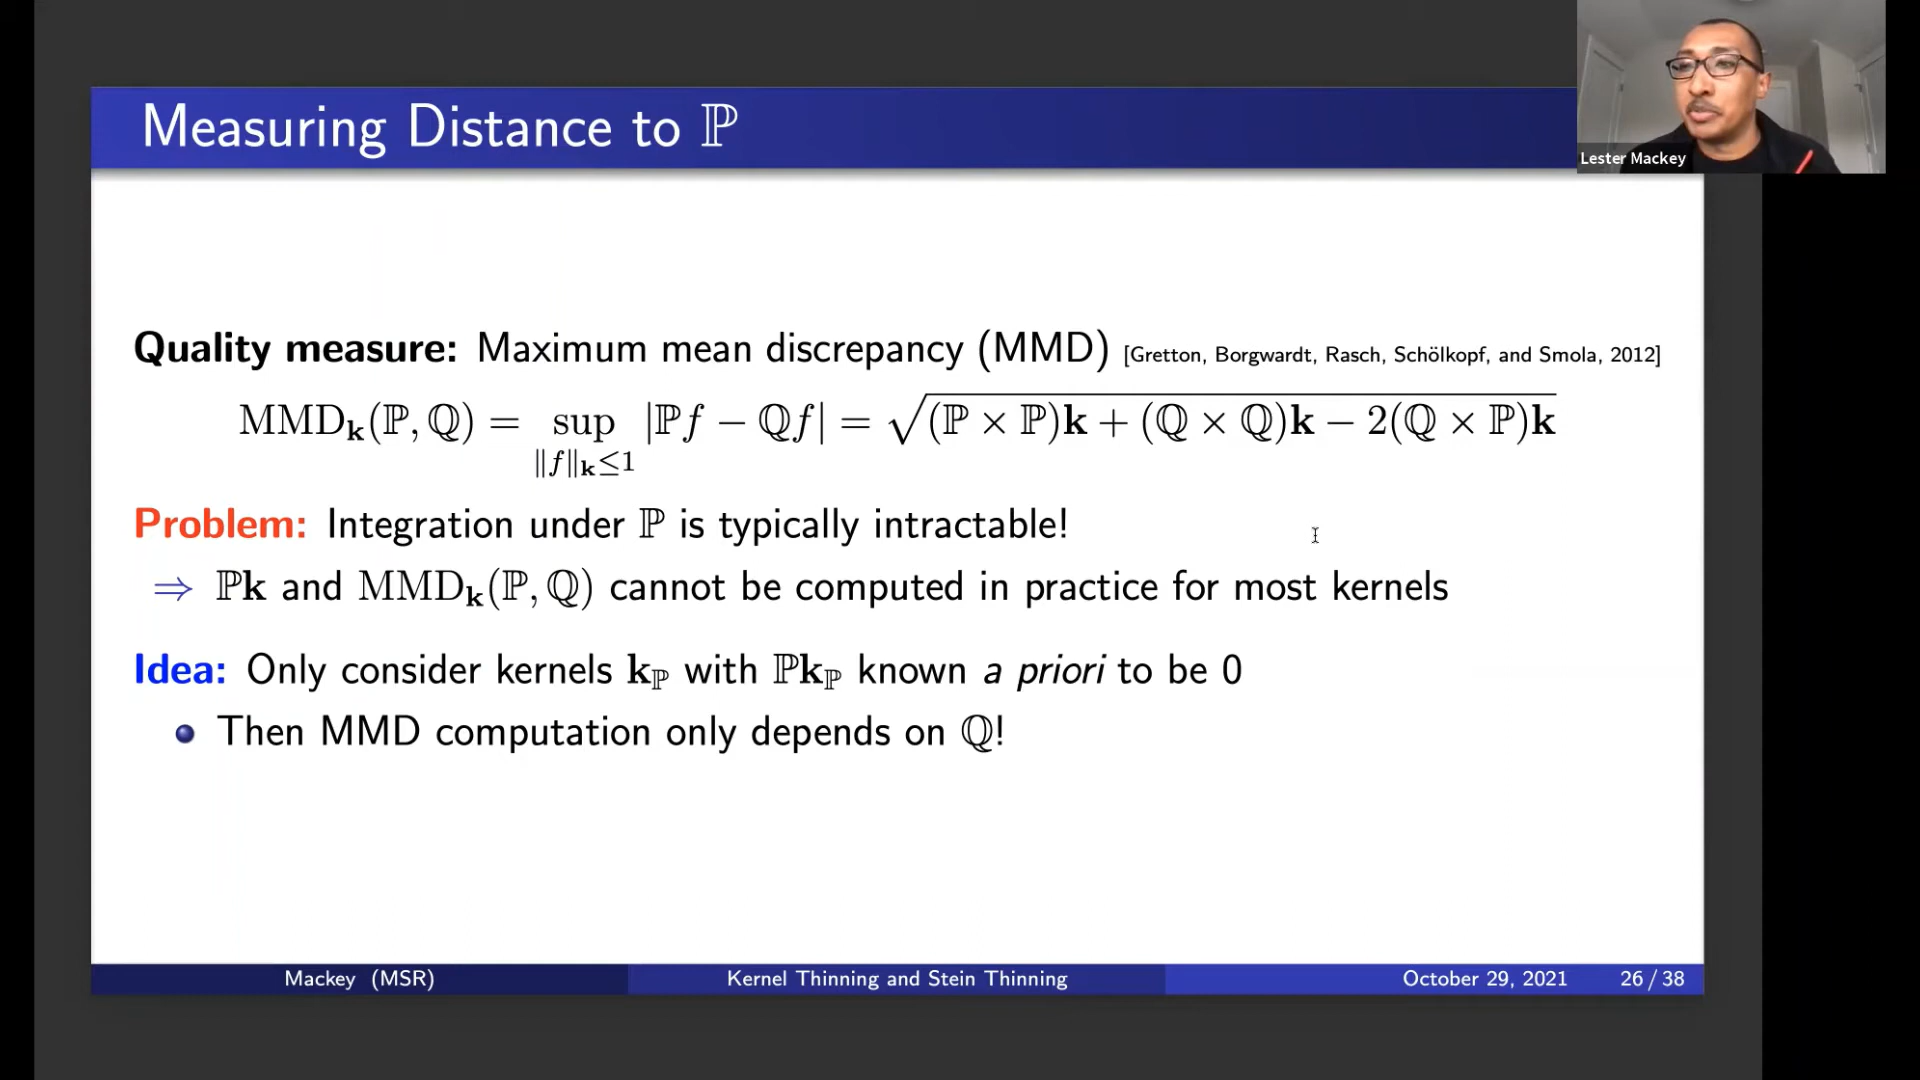 Measuring Distance to ℙ
Lester Mackey
Quality measure: Maximum mean discrepancy (MMD) [Gretton, Borgwardt, Rasch, Schölkopf, and Smola, 2012]
MMD_𝐤(ℙ, ℚ) = sup_{‖f‖_𝐤≤1} |ℙf − ℚf| = √((ℙ × ℙ)𝐤 + (ℚ × ℚ)𝐤 − 2(ℚ × ℙ)𝐤)
Problem: Integration under ℙ is typically intractable!
⇒ ℙ𝐤 and MMD_𝐤(ℙ, ℚ) cannot be computed in practice for most kernels
Idea: Only consider kernels 𝐤_ℙ with ℙ𝐤_ℙ known a priori to be 0
• Then MMD computation only depends on ℚ!
Mackey (MSR) Kernel Thinning and Stein Thinning October 29, 2021 26 / 38